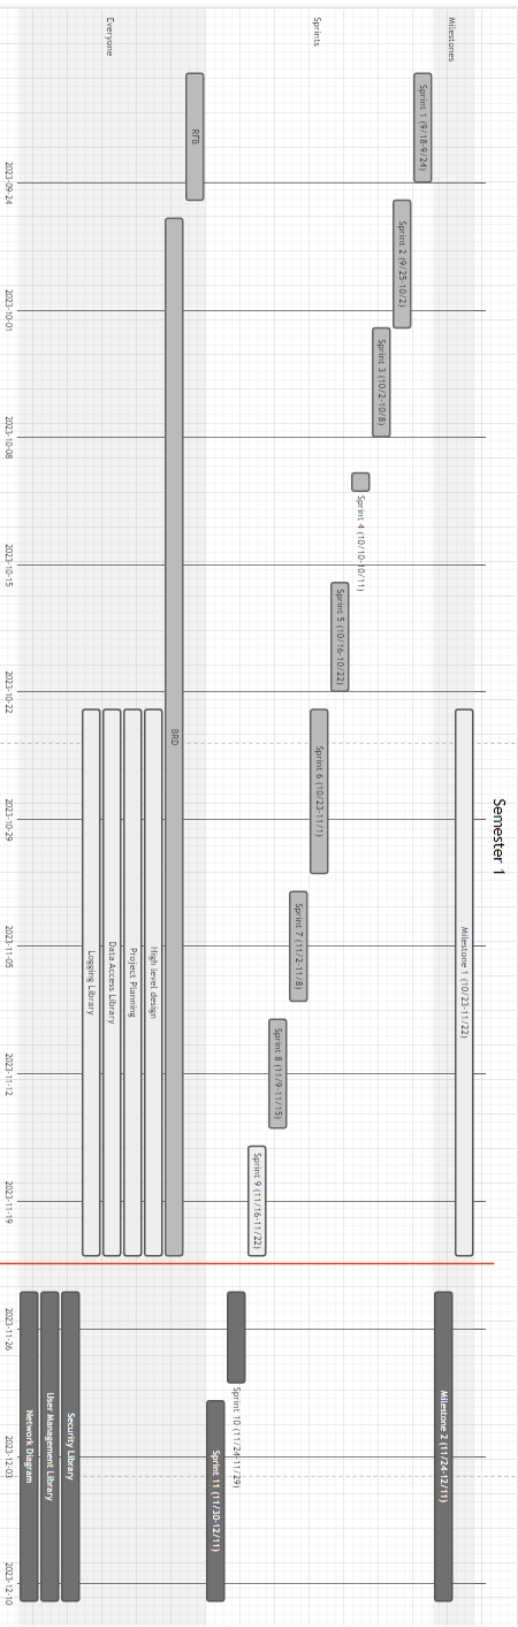 Semester 1
Milestones
Milestone 1 (10/23-11/22)
Milestone 2 (11/24-12/11)
Sprints
Sprint 1 (9/18-9/24)
Sprint 2 (9/25-10/2)
Sprint 3 (10/2-10/8)
Sprint 4 (10/10-10/11)
Sprint 5 (10/16-10/22)
Sprint 6 (10/23-11/1)
Sprint 7 (11/2-11/8)
Sprint 8 (11/9-11/15)
Sprint 9 (11/16-11/22)
Sprint 10 (11/24-11/29)
Sprint 11 (11/30-12/11)
Everyone
RFB
BRD
High level design
Project Planning
Data Access Library
Logging Library
Security Library
User Management Library
Network Diagram
2023-09-24
2023-10-01
2023-10-08
2023-10-15
2023-10-22
2023-10-29
2023-11-05
2023-11-12
2023-11-19
2023-11-26
2023-12-03
2023-12-10